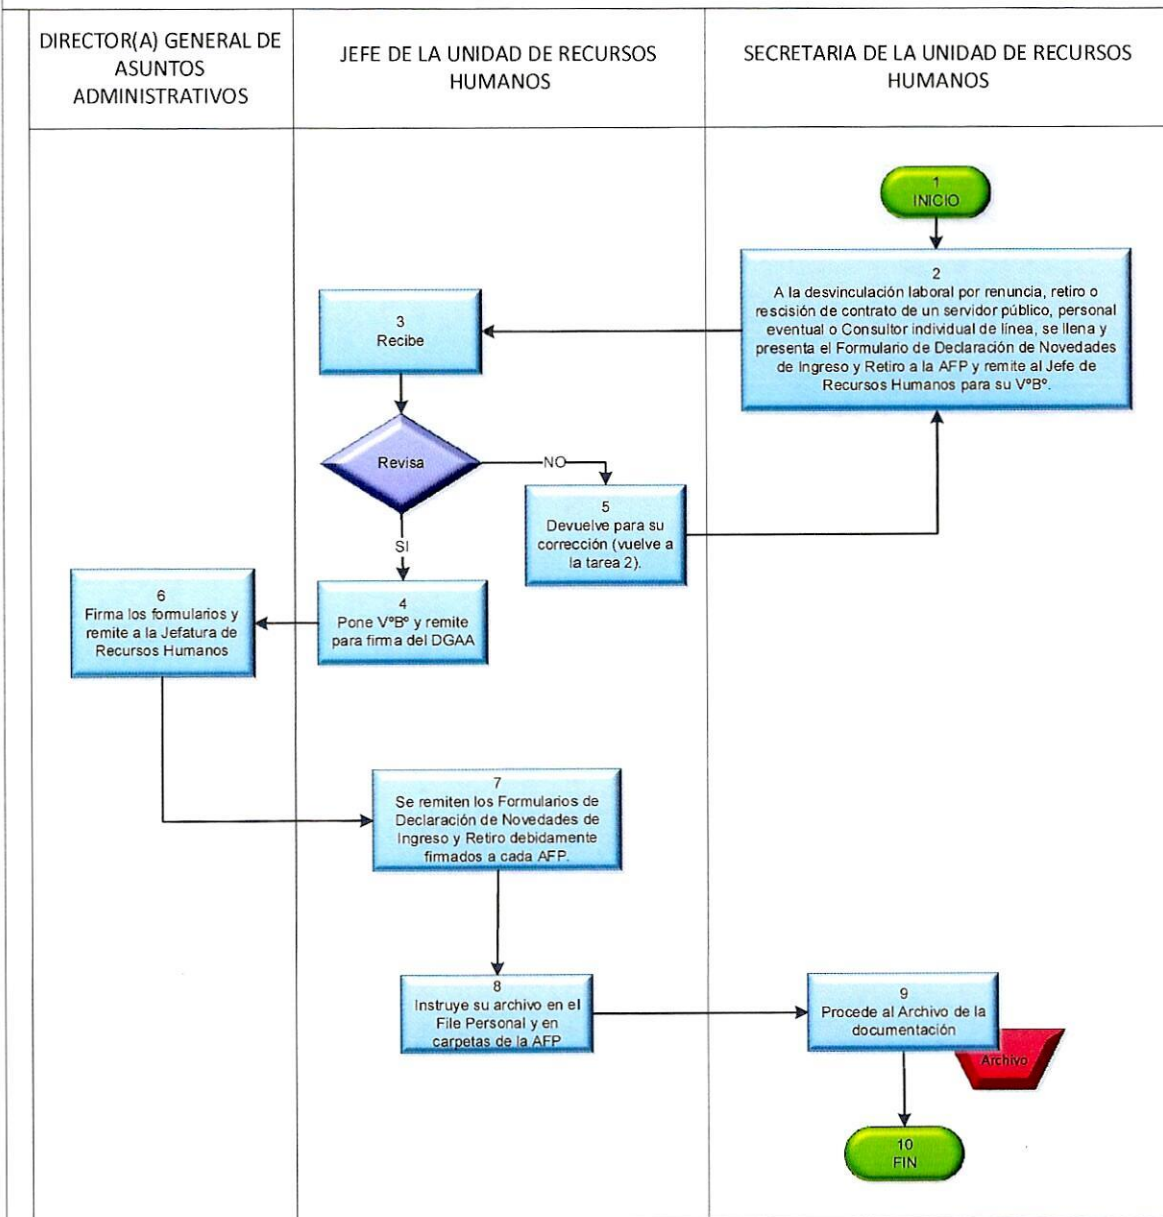 DIRECTOR(A) GENERAL DE
ASUNTOS
ADMINISTRATIVOS
JEFE DE LA UNIDAD DE RECURSOS
HUMANOS
SECRETARIA DE LA UNIDAD DE RECURSOS
HUMANOS
1
INICIO
2
A la desvinculación laboral por renuncia, retiro o
rescisión de contrato de un servidor público, personal
eventual o Consultor individual de línea, se llena y
presenta el Formulario de Declaración de Novedades
de Ingreso y Retiro a la AFP y remite al Jefe de
Recursos Humanos para su VºBº.
3
Recibe
Revisa
NO
5
Devuelve para su
corrección (vuelve a
la tarea 2).
SI
4
Pone VºBº y remite
para firma del DGAA
6
Firma los formularios y
remite a la Jefatura de
Recursos Humanos
7
Se remiten los Formularios de
Declaración de Novedades de
Ingreso y Retiro debidamente
firmados a cada AFP.
8
Instruye su archivo en el
File Personal y en
carpetas de la AFP
9
Procede al Archivo de la
documentación
Archivo
10
FIN